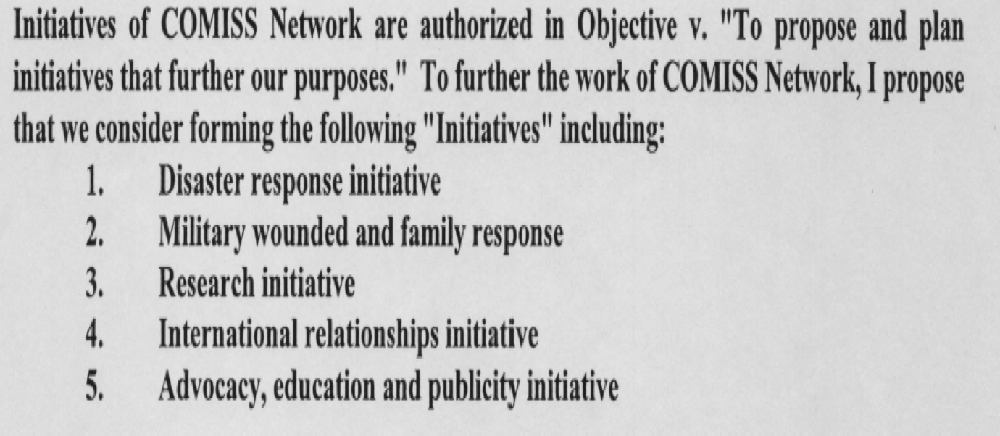 Initiatives of COMISS Network are authorized in Objective v. "To propose and plan
initiatives that further our purposes." To further the work of COMISS Network, I propose
that we consider forming the following "Initiatives" including:
1. Disaster response initiative
2. Military wounded and family response
3. Research initiative
4. International relationships initiative
5. Advocacy, education and publicity initiative